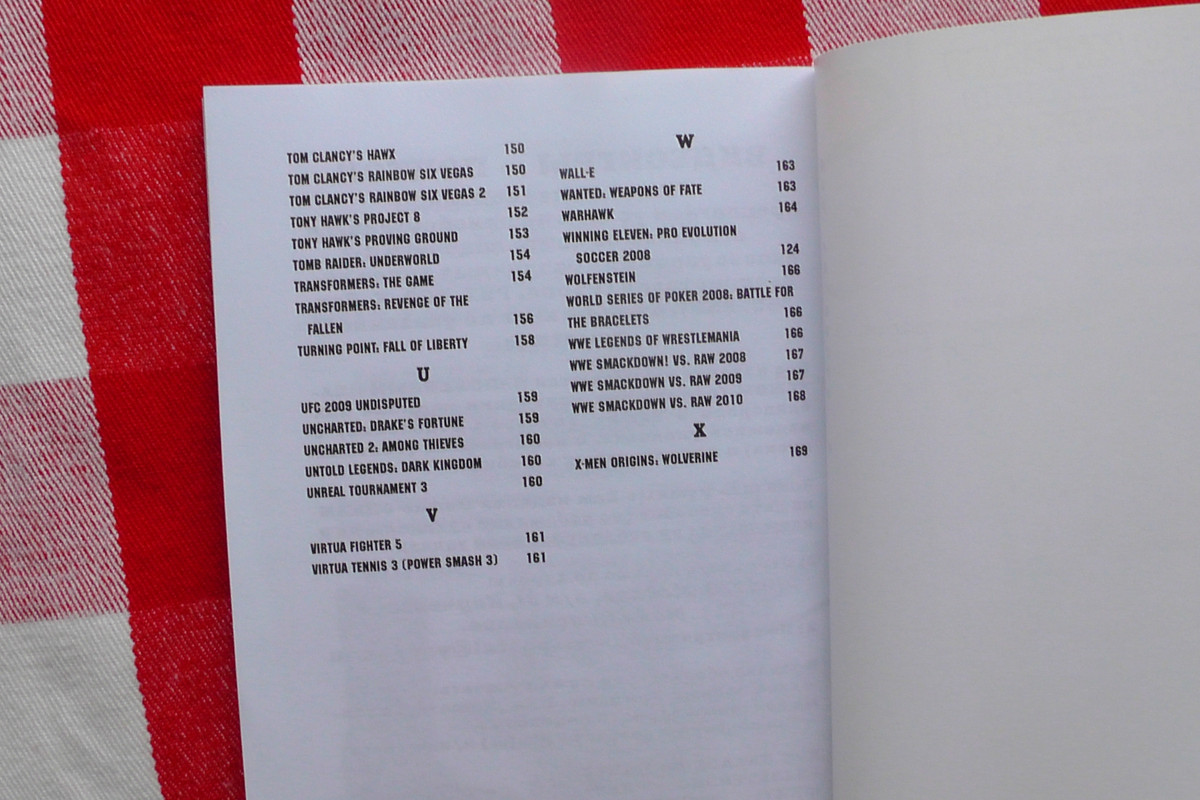 TOM CLANCY'S HAWX 150
TOM CLANCY'S RAINBOW SIX VEGAS 150
TOM CLANCY'S RAINBOW SIX VEGAS 2 151
TONY HAWK'S PROJECT 8 152
TONY HAWK'S PROVING GROUND 153
TOMB RAIDER: UNDERWORLD 154
TRANSFORMERS: THE GAME 154
TRANSFORMERS: REVENGE OF THE
FALLEN 156
TURNING POINT: FALL OF LIBERTY 158
U
UFC 2009 UNDISPUTED 159
UNCHARTED: DRAKE'S FORTUNE 159
UNCHARTED 2: AMONG THIEVES 160
UNTOLD LEGENDS: DARK KINGDOM 160
UNREAL TOURNAMENT 3 160
V
VIRTUA FIGHTER 5 161
VIRTUA TENNIS 3 (POWER SMASH 3) 161
W
WALL-E 163
WANTED: WEAPONS OF FATE 163
WARHAWK 164
WINNING ELEVEN: PRO EVOLUTION
SOCCER 2008 124
WOLFENSTEIN 166
WORLD SERIES OF POKER 2008: BATTLE FOR
THE BRACELETS 166
WWE LEGENDS OF WRESTLEMANIA 166
WWE SMACKDOWN! VS. RAW 2008 167
WWE SMACKDOWN VS. RAW 2009 167
WWE SMACKDOWN VS. RAW 2010 168
X
X-MEN ORIGINS: WOLVERINE 169